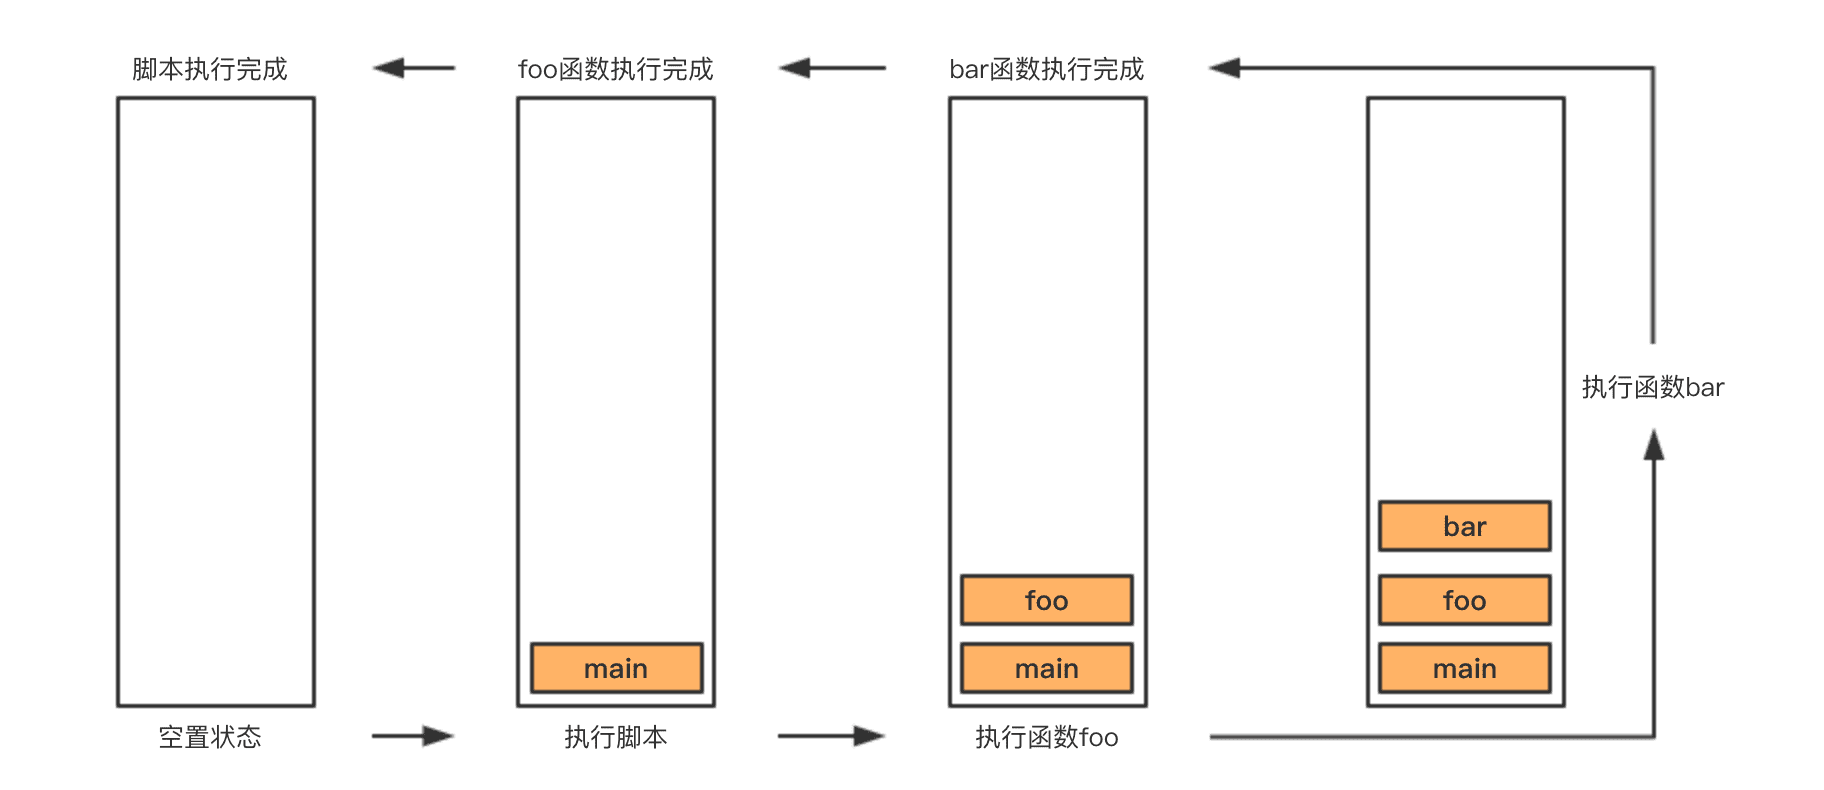 脚本执行完成
foo函数执行完成
bar函数执行完成
执行函数bar
bar
foo
foo
main
main
main
空置状态
执行脚本
执行函数foo